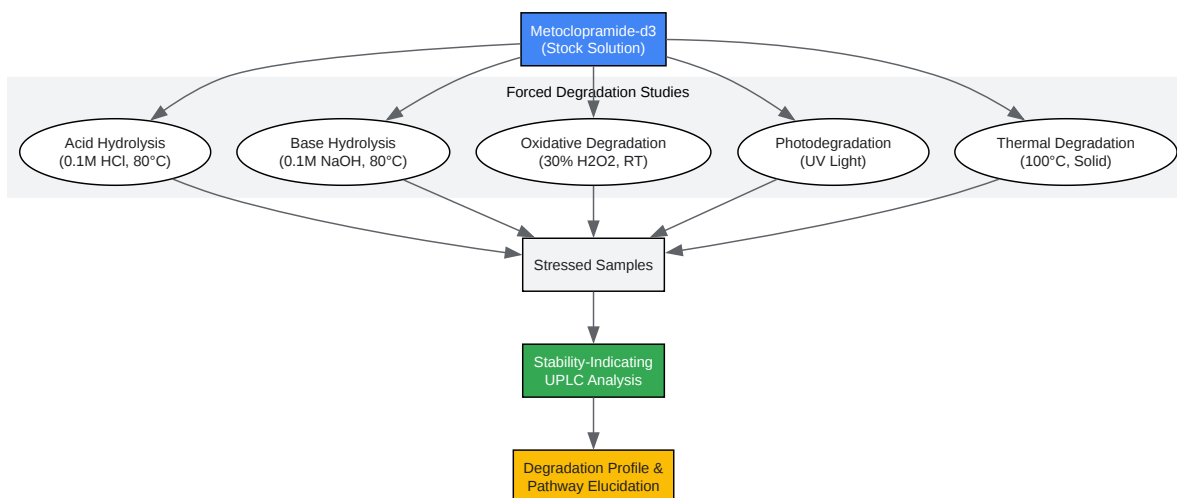 Metoclopramide-d3
(Stock Solution)
Forced Degradation Studies
Acid Hydrolysis
(0.1M HCl, 80°C)
Base Hydrolysis
(0.1M NaOH, 80°C)
Oxidative Degradation
(30% H2O2, RT)
Photodegradation
(UV Light)
Thermal Degradation
(100°C, Solid)
Stressed Samples
Stability-Indicating
UPLC Analysis
Degradation Profile &
Pathway Elucidation